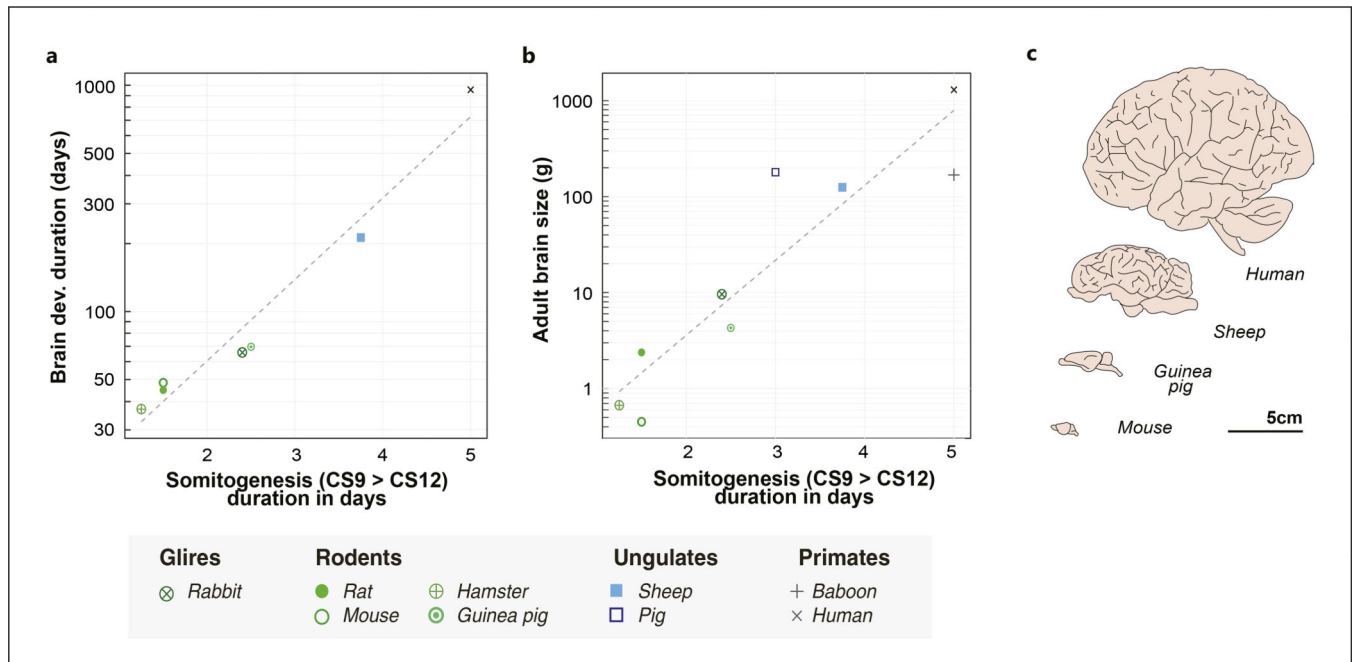 a
1000
500
300
100
50
30
Brain dev. duration (days)
2 3 4 5
Somitogenesis (CS9 > CS12)
duration in days
b
1000
100
10
1
Adult brain size (g)
2 3 4 5
Somitogenesis (CS9 > CS12)
duration in days
c
Human
Sheep
Guinea
pig
Mouse
5cm
Glires
Rabbit
Rodents
Rat Hamster
Mouse Guinea pig
Ungulates
Sheep
Pig
Primates
Baboon
Human